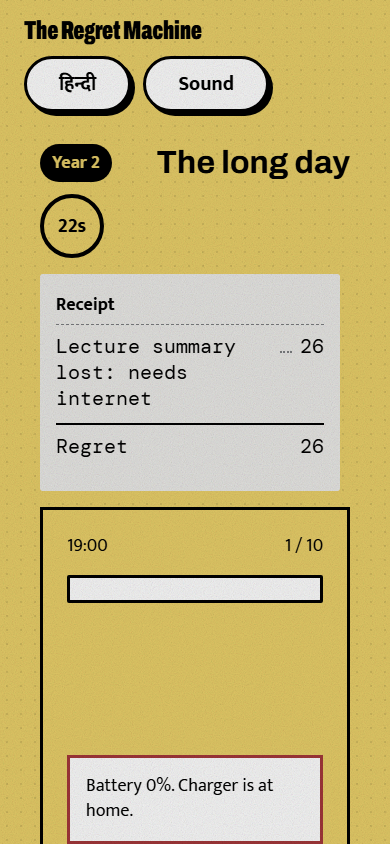 The Regret Machine
हिन्दी
Sound
Year 2
The long day
22s
Receipt
Lecture summary .... 26
lost: needs
internet
Regret 26
19:00 1 / 10
Battery 0%. Charger is at
home.